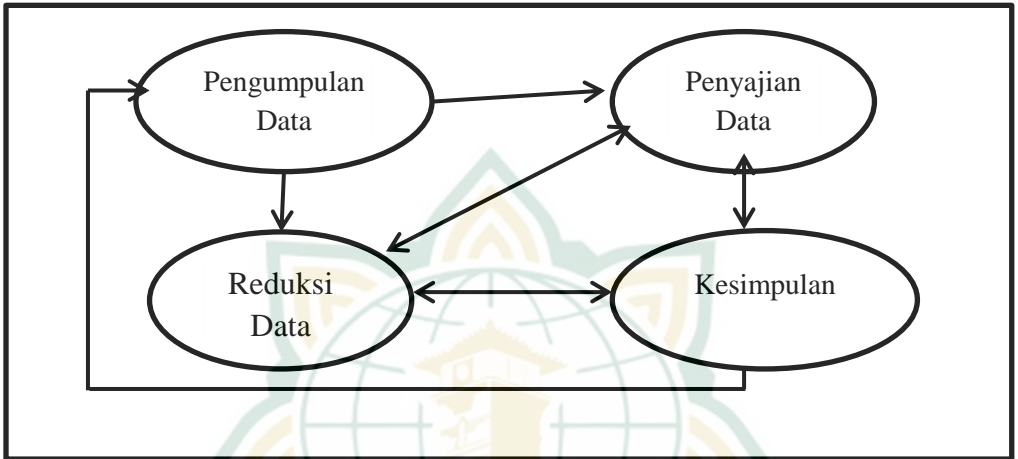 Pengumpulan
Data
Penyajian
Data
Reduksi
Data
Kesimpulan